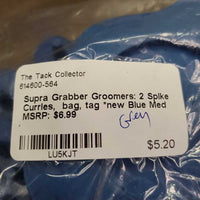 The Tack Collector
614600-564
Supra Grabber Groomers: 2 Spike
Curries, bag, tag *new Blue Med
MSRP: $6.99
Grey
$5.20
LU5KJT